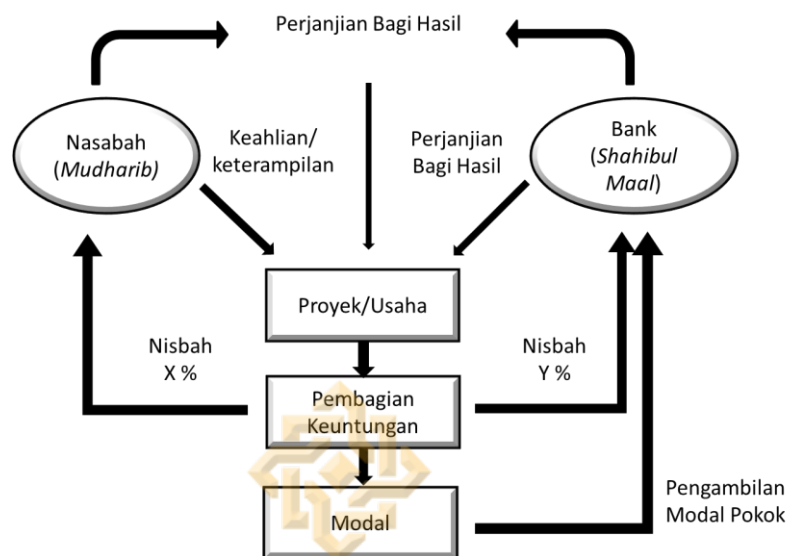 Perjanjian Bagi Hasil
Nasabah
(Mudharib)
Keahlian/
keterampilan
Perjanjian
Bagi Hasil
Bank
(Shahibul
Maal)
Proyek/Usaha
Nisbah
X %
Nisbah
Y %
Pembagian
Keuntungan
Modal
Pengambilan
Modal Pokok